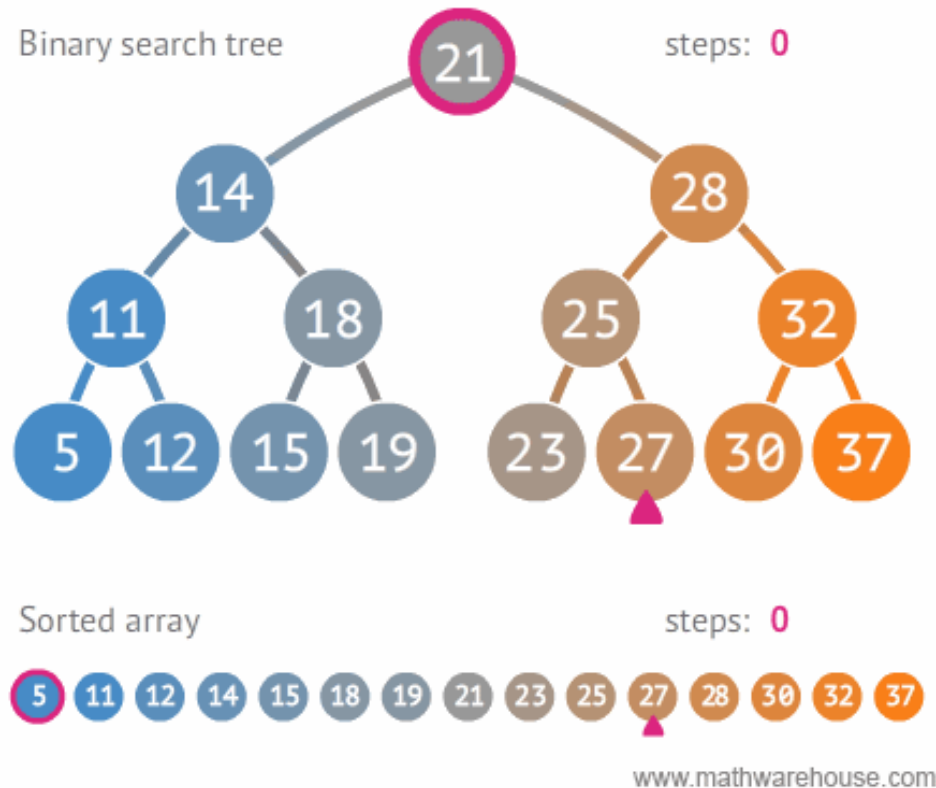 Binary search tree steps: 0
21
14 28
11 18 25 32
5 12 15 19 23 27 30 37
Sorted array steps: 0
5 11 12 14 15 18 19 21 23 25 27 28 30 32 37
www.mathwarehouse.com